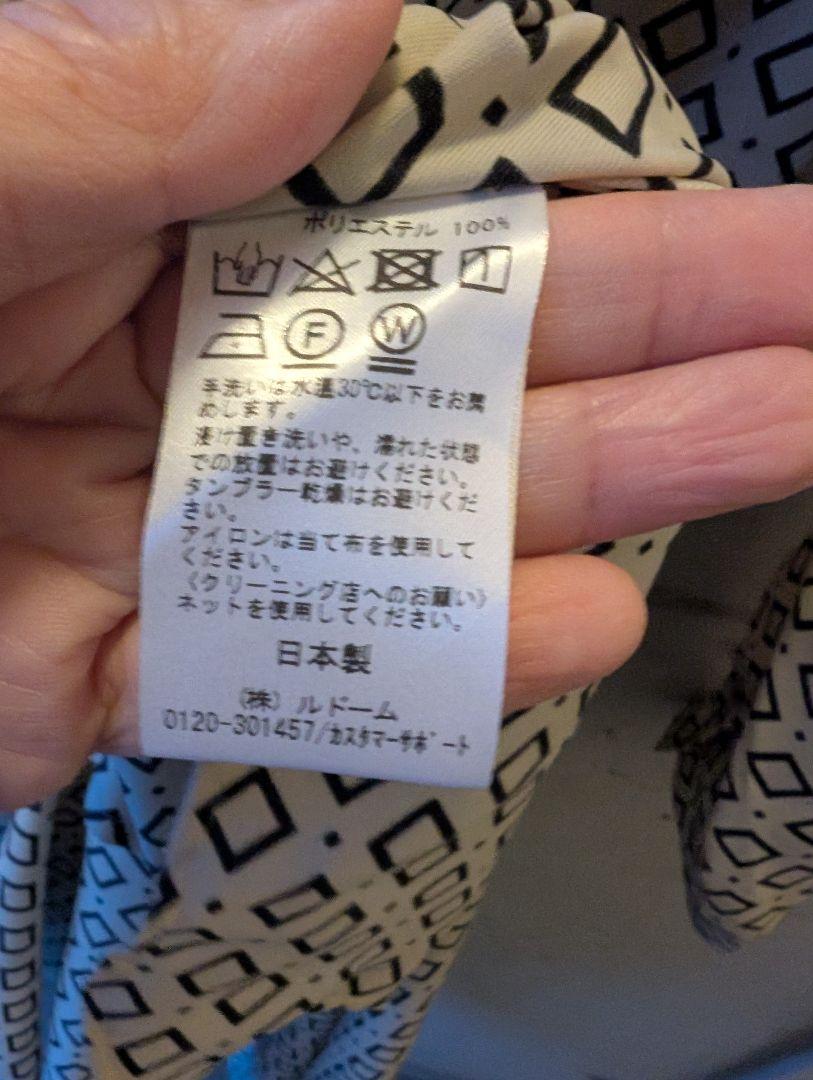 ポリエステル 100%
F W
手洗いは水温30℃以下をお薦
めします。
浸け置き洗いや、濡れた状態
での放置はお避けください。
タンブラー乾燥はお避けくだ
さい。
アイロンは当て布を使用して
ください。
《クリーニング店へのお願い》
ネットを使用してください。
日本製
(株) ルドーム
0120-301457/カスタマーサポート